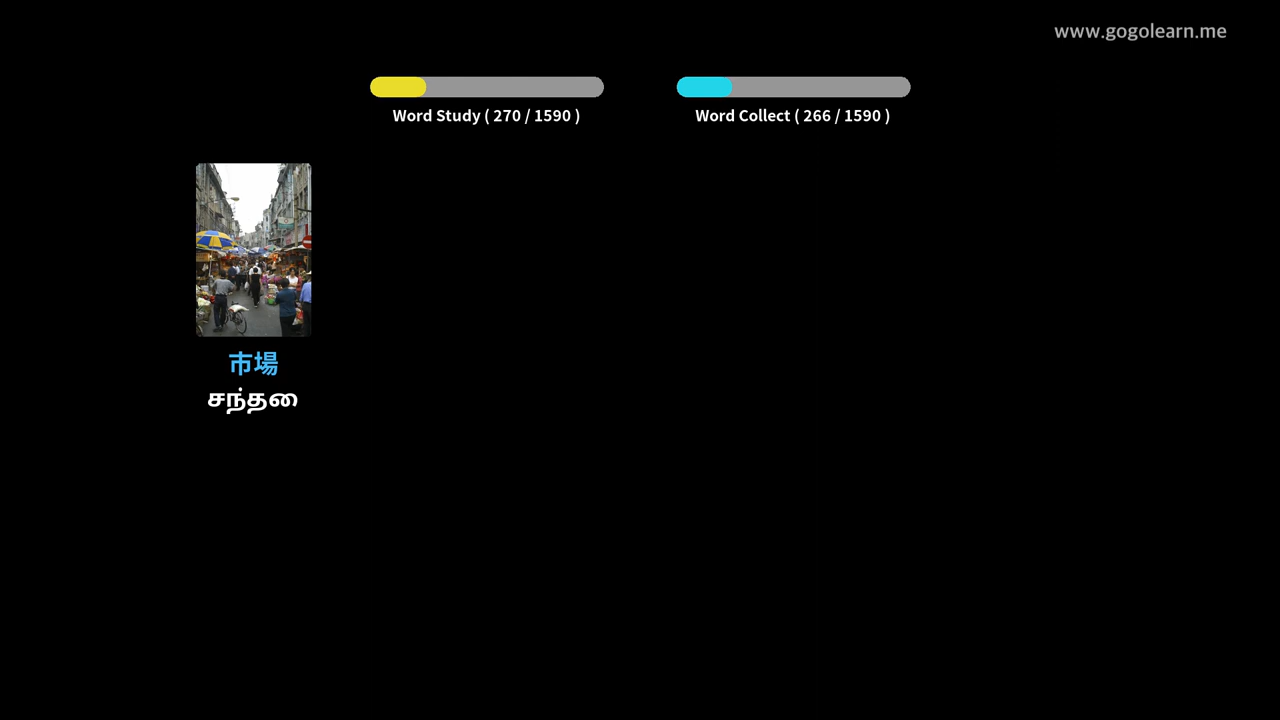 www.gogolearn.me
Word Study ( 270 / 1590 )
Word Collect ( 266 / 1590 )
市場
சந்தை